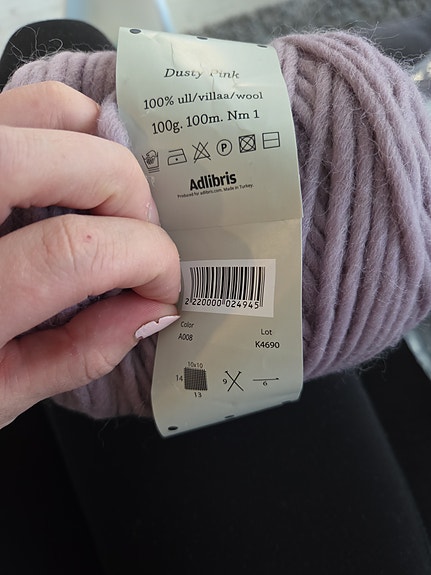 Dusty Pink
100% ull/villaa/wool
100g, 100m. Nm 1
P
Adlibris
Produced for adlibris.com. Made in Turkey.
2 220000 024945
Color
A008
Lot
K4690
10x10
14
13
9
6